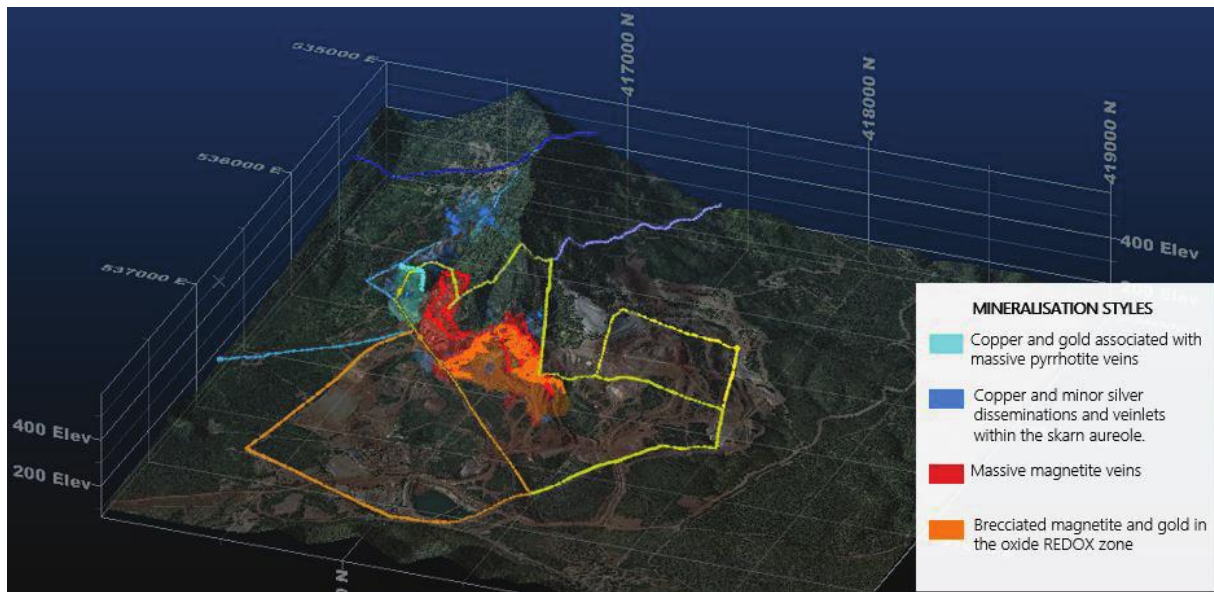 535000 E
417000 N
418000 N
419000 N
536000 E
400 Elev
200 Elev
537000 E
MINERALISATION STYLES
Copper and gold associated with
massive pyrrhotite veins
Copper and minor silver
disseminations and veinlets
within the skarn aureole.
Massive magnetite veins
Brecciated magnetite and gold in
the oxide REDOX zone
400 Elev
200 Elev
N